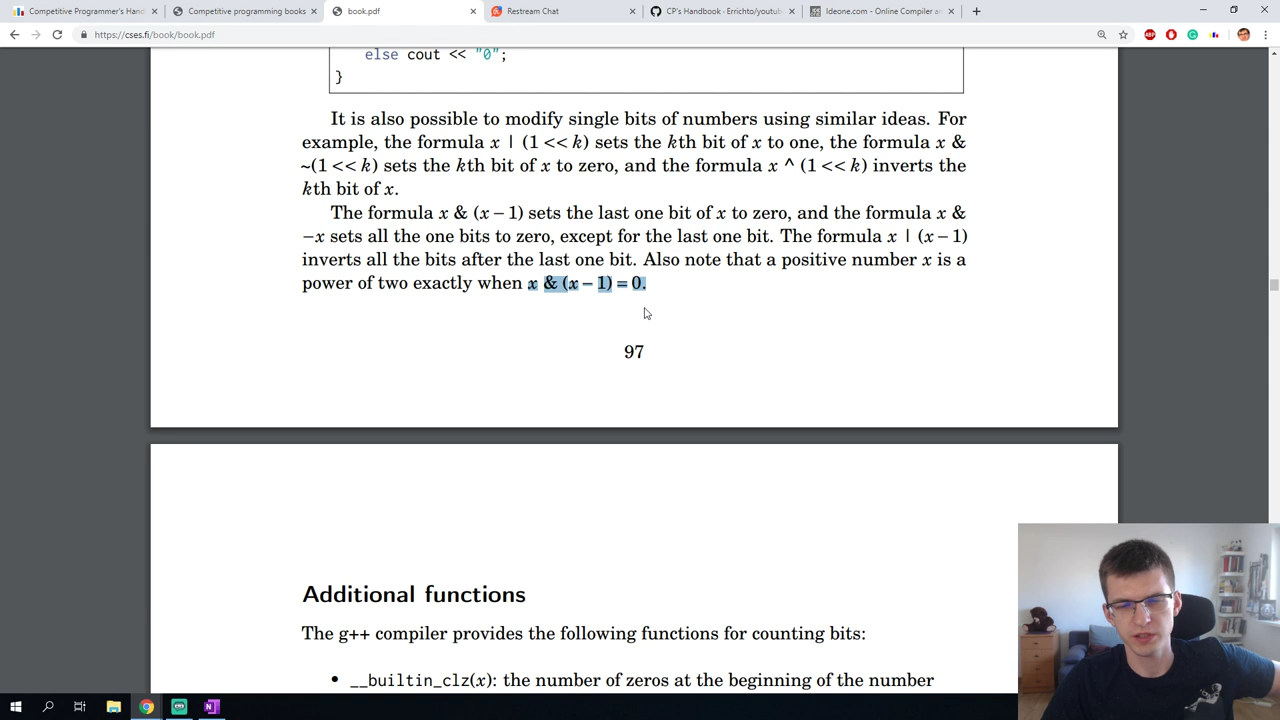 Competitive Programmer's Hand
Competitive programming books
book.pdf
Restream Chat
CP's Handbook · Errichto/youtub
Ideone.com - Online Compiler an
https://cses.fi/book/book.pdf
else cout << "0";
}
It is also possible to modify single bits of numbers using similar ideas. For
example, the formula x | (1 << k) sets the kth bit of x to one, the formula x &
~(1 << k) sets the kth bit of x to zero, and the formula x ^ (1 << k) inverts the
kth bit of x.
The formula x & (x − 1) sets the last one bit of x to zero, and the formula x &
−x sets all the one bits to zero, except for the last one bit. The formula x | (x − 1)
inverts all the bits after the last one bit. Also note that a positive number x is a
power of two exactly when x & (x − 1) = 0.
97
Additional functions
The g++ compiler provides the following functions for counting bits:
• __builtin_clz(x): the number of zeros at the beginning of the number